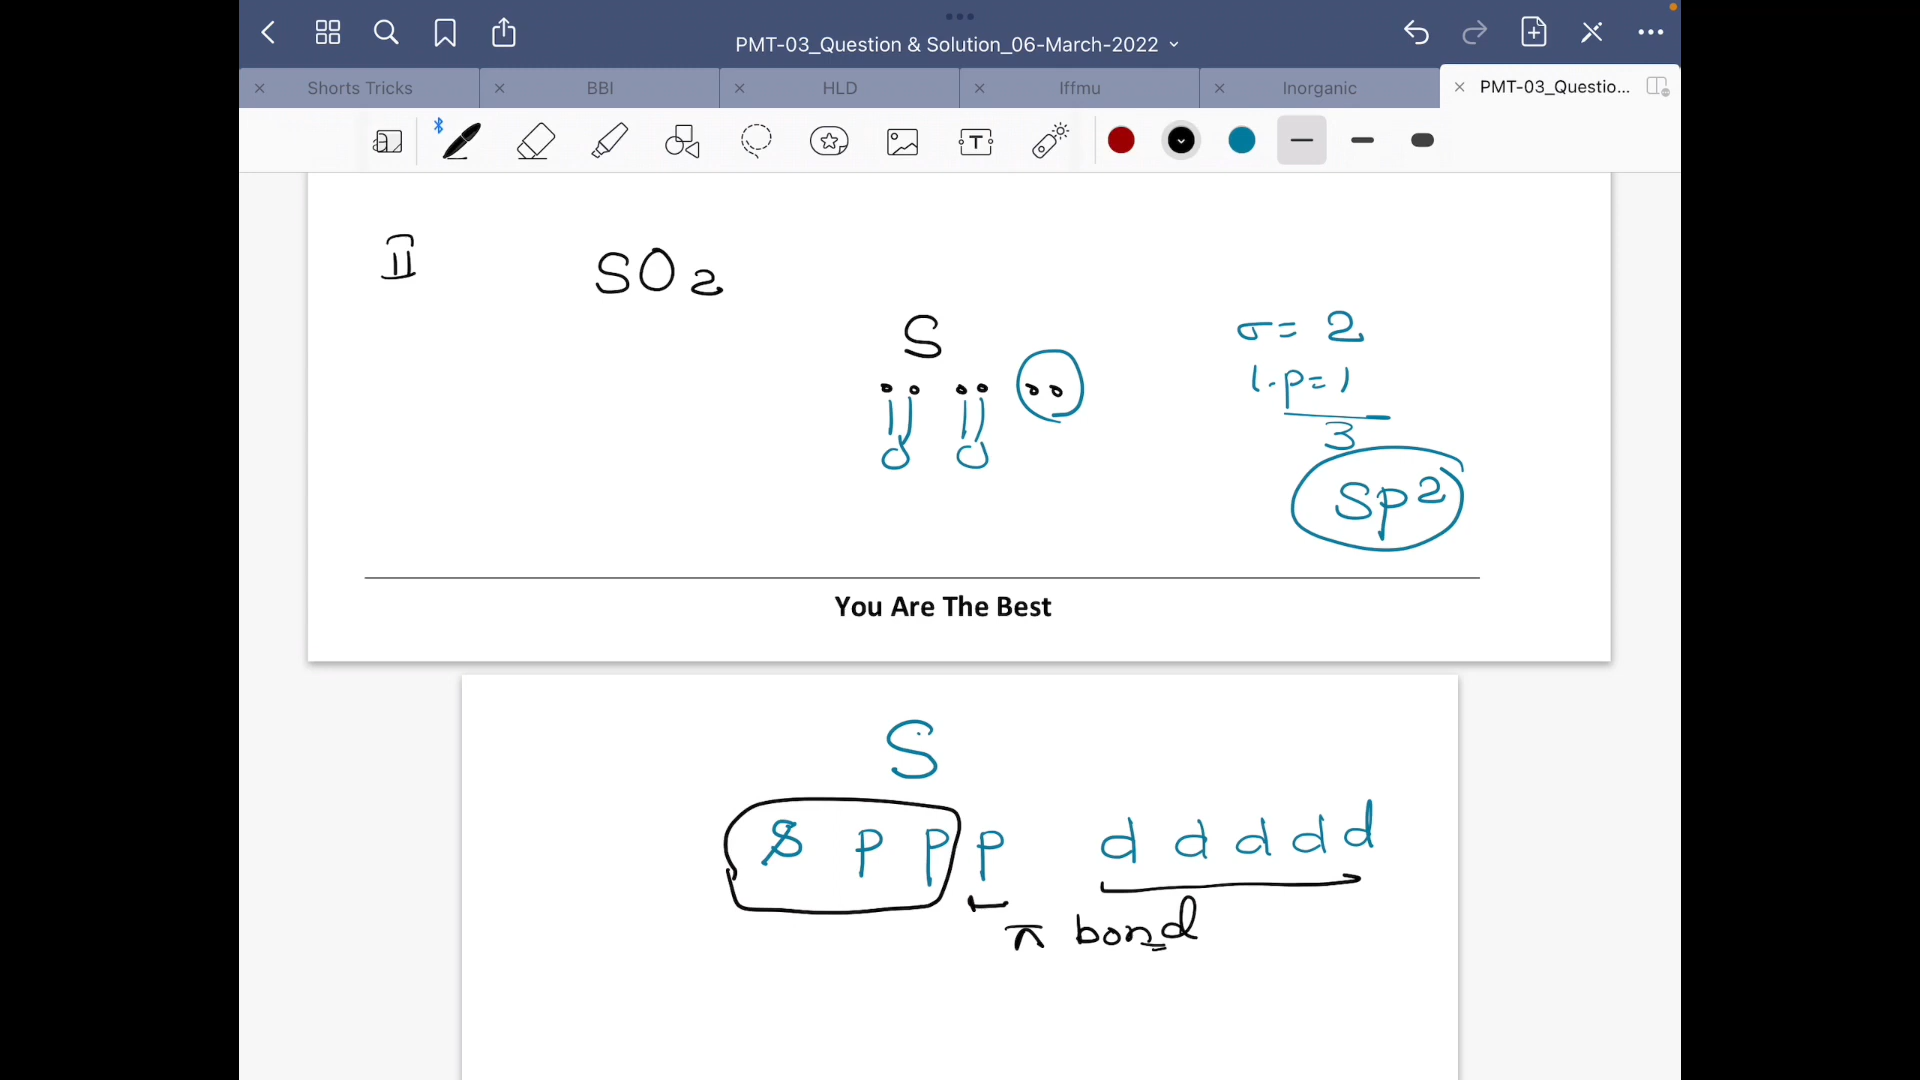 PMT-03_Question & Solution_06-March-2022
Shorts Tricks
BBI
HLD
Iffmu
Inorganic
PMT-03_Questio...
T
II
SO2
S
σ = 2
l.p = 1
3
sp2
O O
You Are The Best
S
s p p p d d d d d
π bond